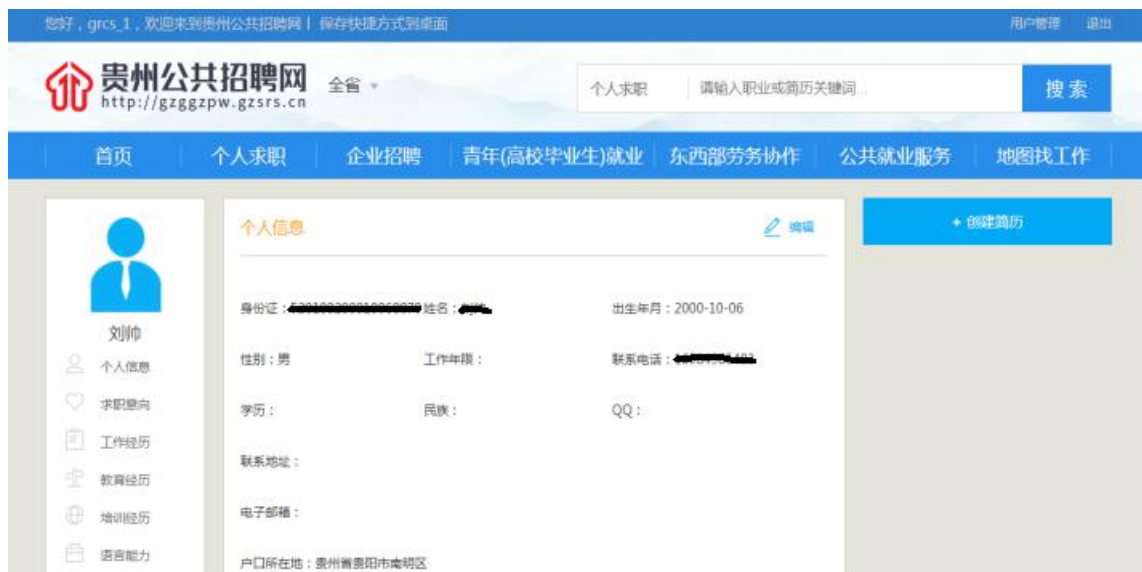 您好，grcs_1，欢迎来到贵州公共招聘网 | 保存快捷方式到桌面
用户管理 退出
贵州公共招聘网 全省
http://gzggzpw.gzsrs.cn
个人求职 请输入职业或简历关键词... 搜索
首页 个人求职 企业招聘 青年(高校毕业生)就业 东西部劳务协作 公共就业服务 地图找工作
刘帅
个人信息
求职意向
工作经历
教育经历
培训经历
语言能力
个人信息 编辑
身份证： 姓名： 出生年月：2000-10-06
性别：男 工作年限： 联系电话：
学历： 民族： QQ：
联系地址：
电子邮箱：
户口所在地：贵州省贵阳市南明区
+ 创建简历